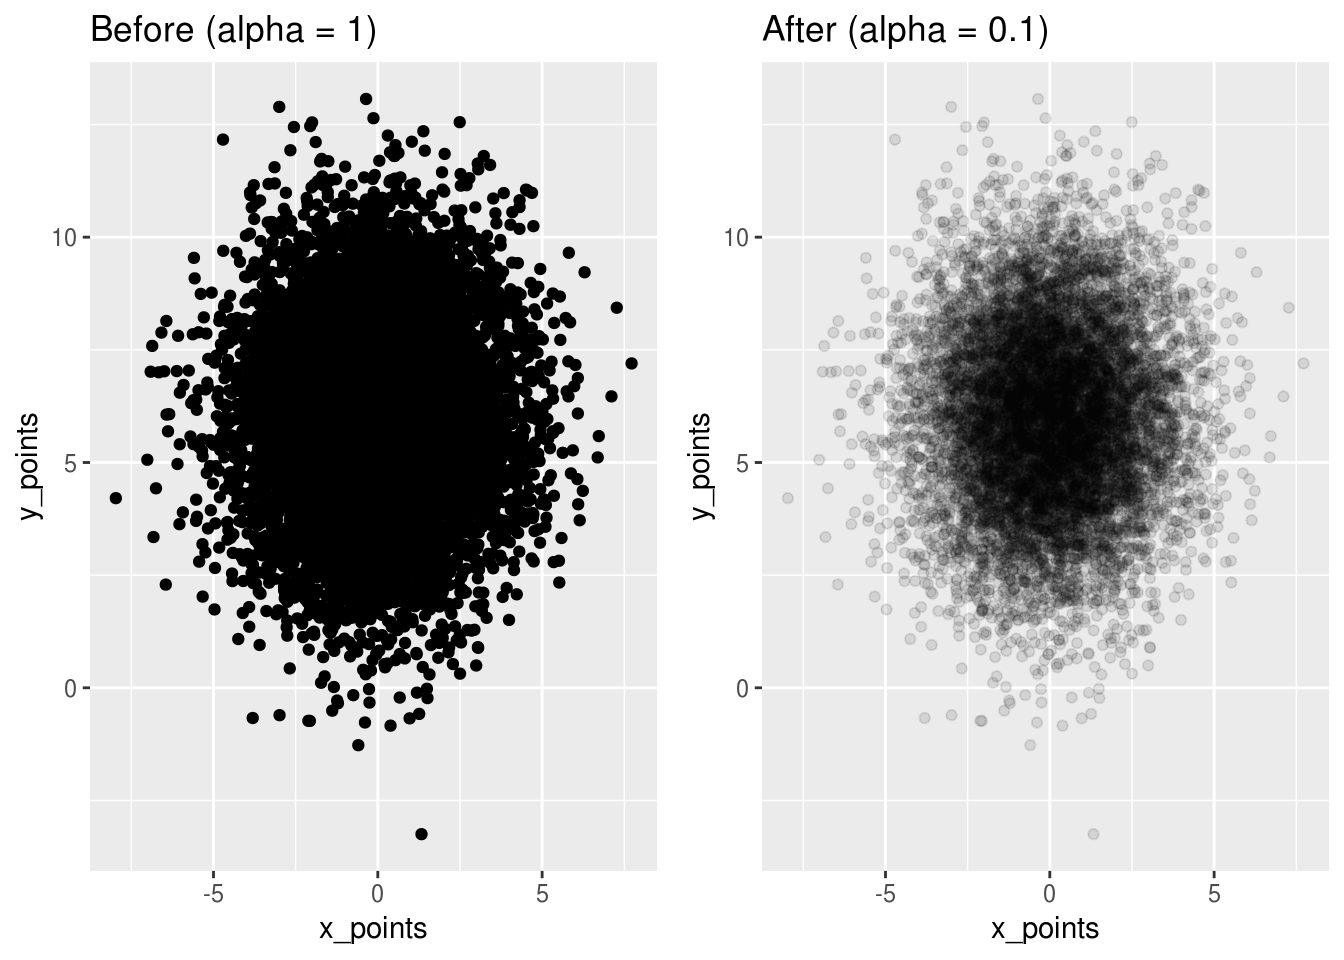 Before (alpha = 1)
After (alpha = 0.1)
y_points
10
5
0
-5
0
5
x_points
y_points
10
5
0
-5
0
5
x_points